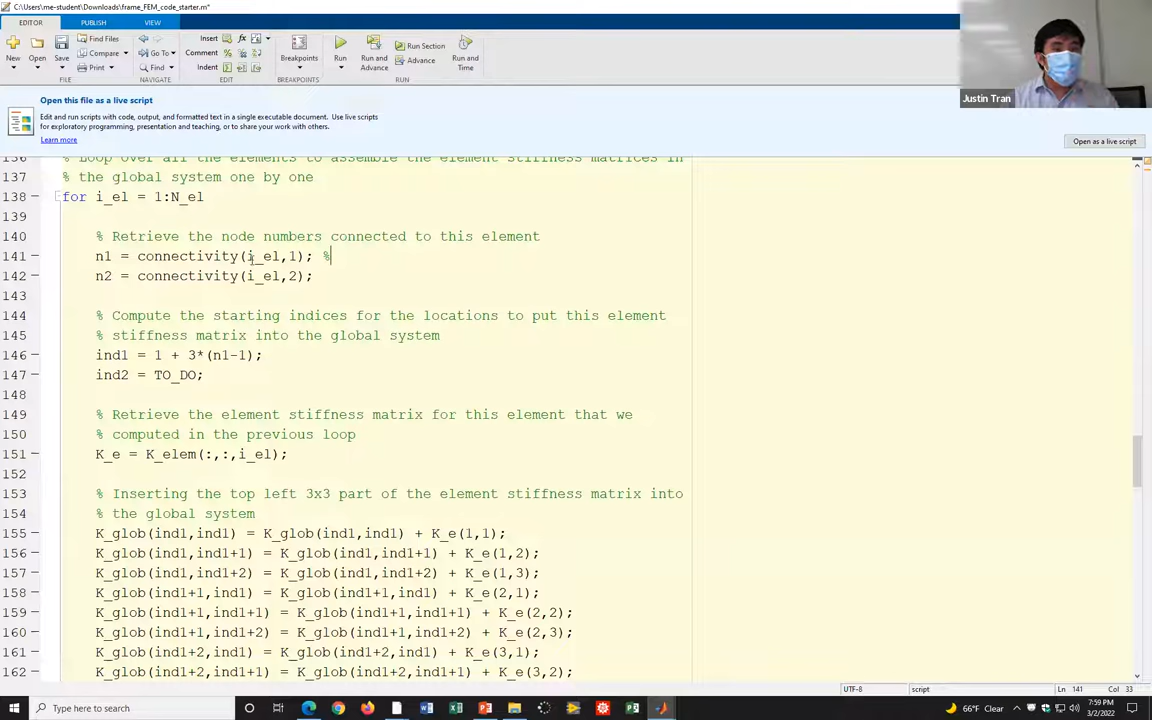 C:\Users\me-student\Downloads\frame_FEM_code_starter.m*
EDITOR PUBLISH VIEW
New Open Save
Find Files
Compare
Print
Go To
Find
Insert fx
Comment
Indent
Breakpoints
Run
Run and Advance
Run Section
Advance
Run and Time
FILE NAVIGATE EDIT BREAKPOINTS RUN
Justin Tran
Open this file as a live script
Edit and run scripts with code, output, and formatted text in a single executable document. Use live scripts
for exploratory programming, presentation and teaching, or to share your work with others.
Learn more
Open as a live script
136 % Loop over all the elements to assemble the element stiffness matrices in
137 % the global system one by one
138 for i_el = 1:N_el
139
140 % Retrieve the node numbers connected to this element
141 n1 = connectivity(i_el,1); %
142 n2 = connectivity(i_el,2);
143
144 % Compute the starting indices for the locations to put this element
145 % stiffness matrix into the global system
146 ind1 = 1 + 3*(n1-1);
147 ind2 = TO_DO;
148
149 % Retrieve the element stiffness matrix for this element that we
150 % computed in the previous loop
151 K_e = K_elem(:,:,i_el);
152
153 % Inserting the top left 3x3 part of the element stiffness matrix into
154 % the global system
155 K_glob(ind1,ind1) = K_glob(ind1,ind1) + K_e(1,1);
156 K_glob(ind1,ind1+1) = K_glob(ind1,ind1+1) + K_e(1,2);
157 K_glob(ind1,ind1+2) = K_glob(ind1,ind1+2) + K_e(1,3);
158 K_glob(ind1+1,ind1) = K_glob(ind1+1,ind1) + K_e(2,1);
159 K_glob(ind1+1,ind1+1) = K_glob(ind1+1,ind1+1) + K_e(2,2);
160 K_glob(ind1+1,ind1+2) = K_glob(ind1+1,ind1+2) + K_e(2,3);
161 K_glob(ind1+2,ind1) = K_glob(ind1+2,ind1) + K_e(3,1);
162 K_glob(ind1+2,ind1+1) = K_glob(ind1+2,ind1+1) + K_e(3,2);
UTF-8 script Ln 141 Col 33
Type here to search
66°F Clear
7:59 PM
3/2/2022